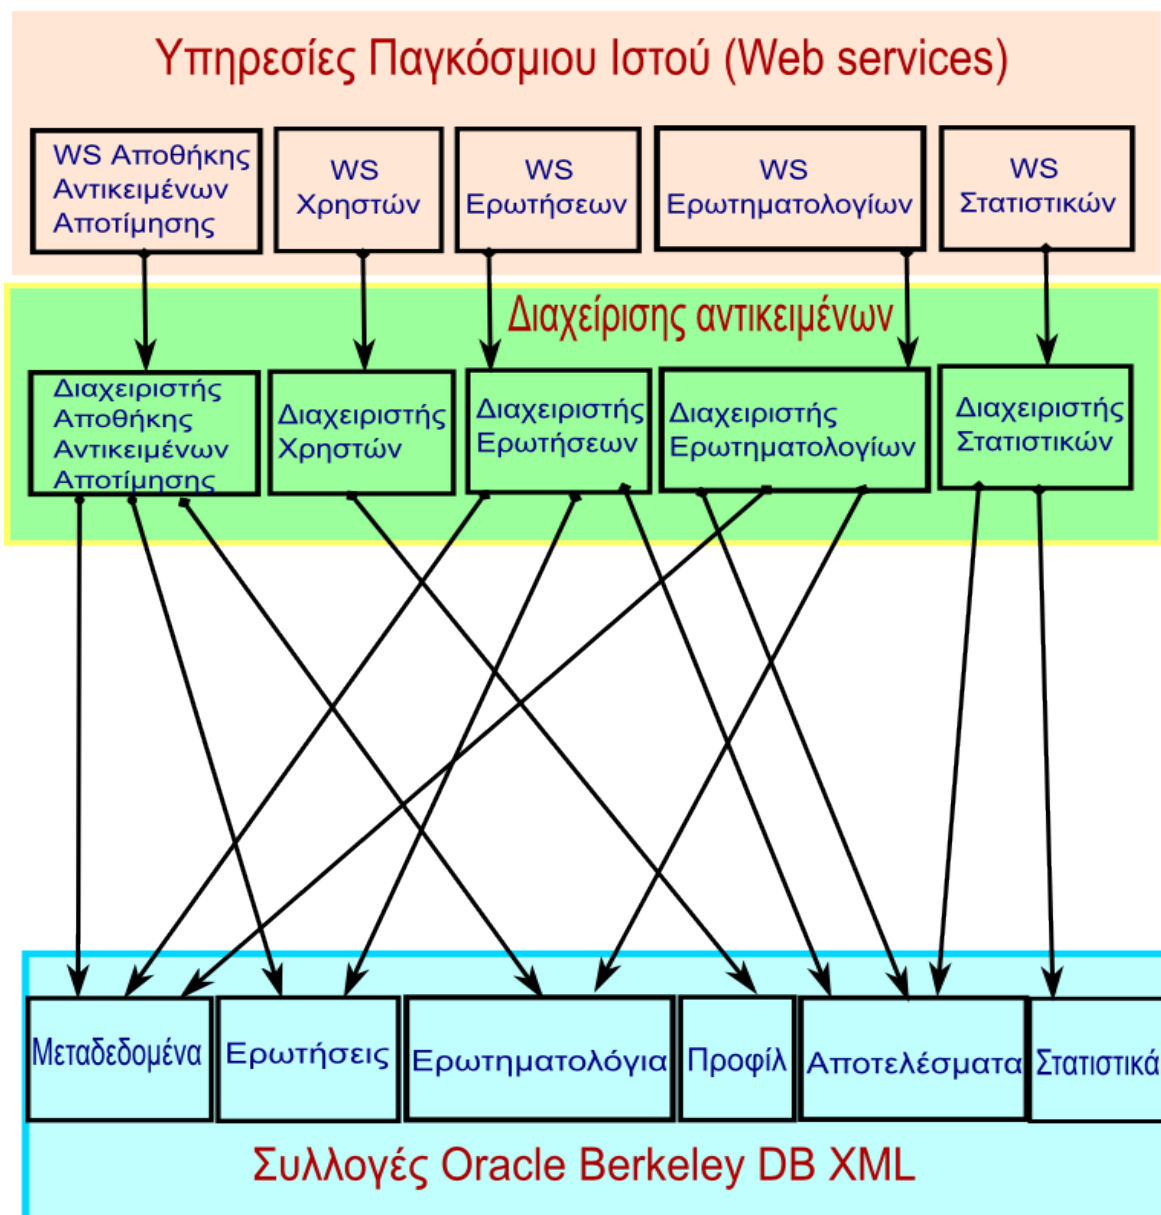 Υπηρεσίες Παγκόσμιου Ιστού (Web services)
WS Αποθήκης
Αντικειμένων
Αποτίμησης
WS
Χρηστών
WS
Ερωτήσεων
WS
Ερωτηματολογίων
WS
Στατιστικών
Διαχείρισης αντικειμένων
Διαχειριστής
Αποθήκης
Αντικειμένων
Αποτίμησης
Διαχειριστής
Χρηστών
Διαχειριστής
Ερωτήσεων
Διαχειριστής
Ερωτηματολογίων
Διαχειριστής
Στατιστικών
Μεταδεδομένα
Ερωτήσεις
Ερωτηματολόγια
Προφίλ
Αποτελέσματα
Στατιστικά
Συλλογές Oracle Berkeley DB XML